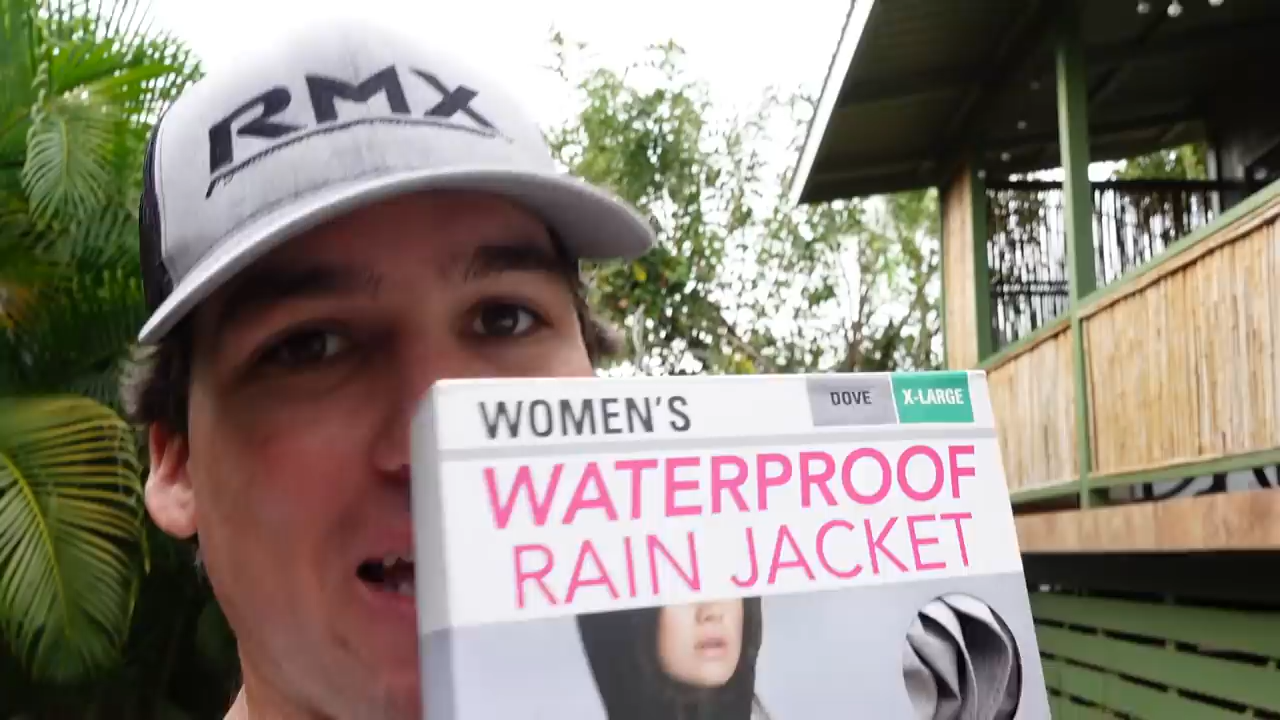 RMX
WOMEN'S
DOVE
X-LARGE
WATERPROOF
RAIN JACKET